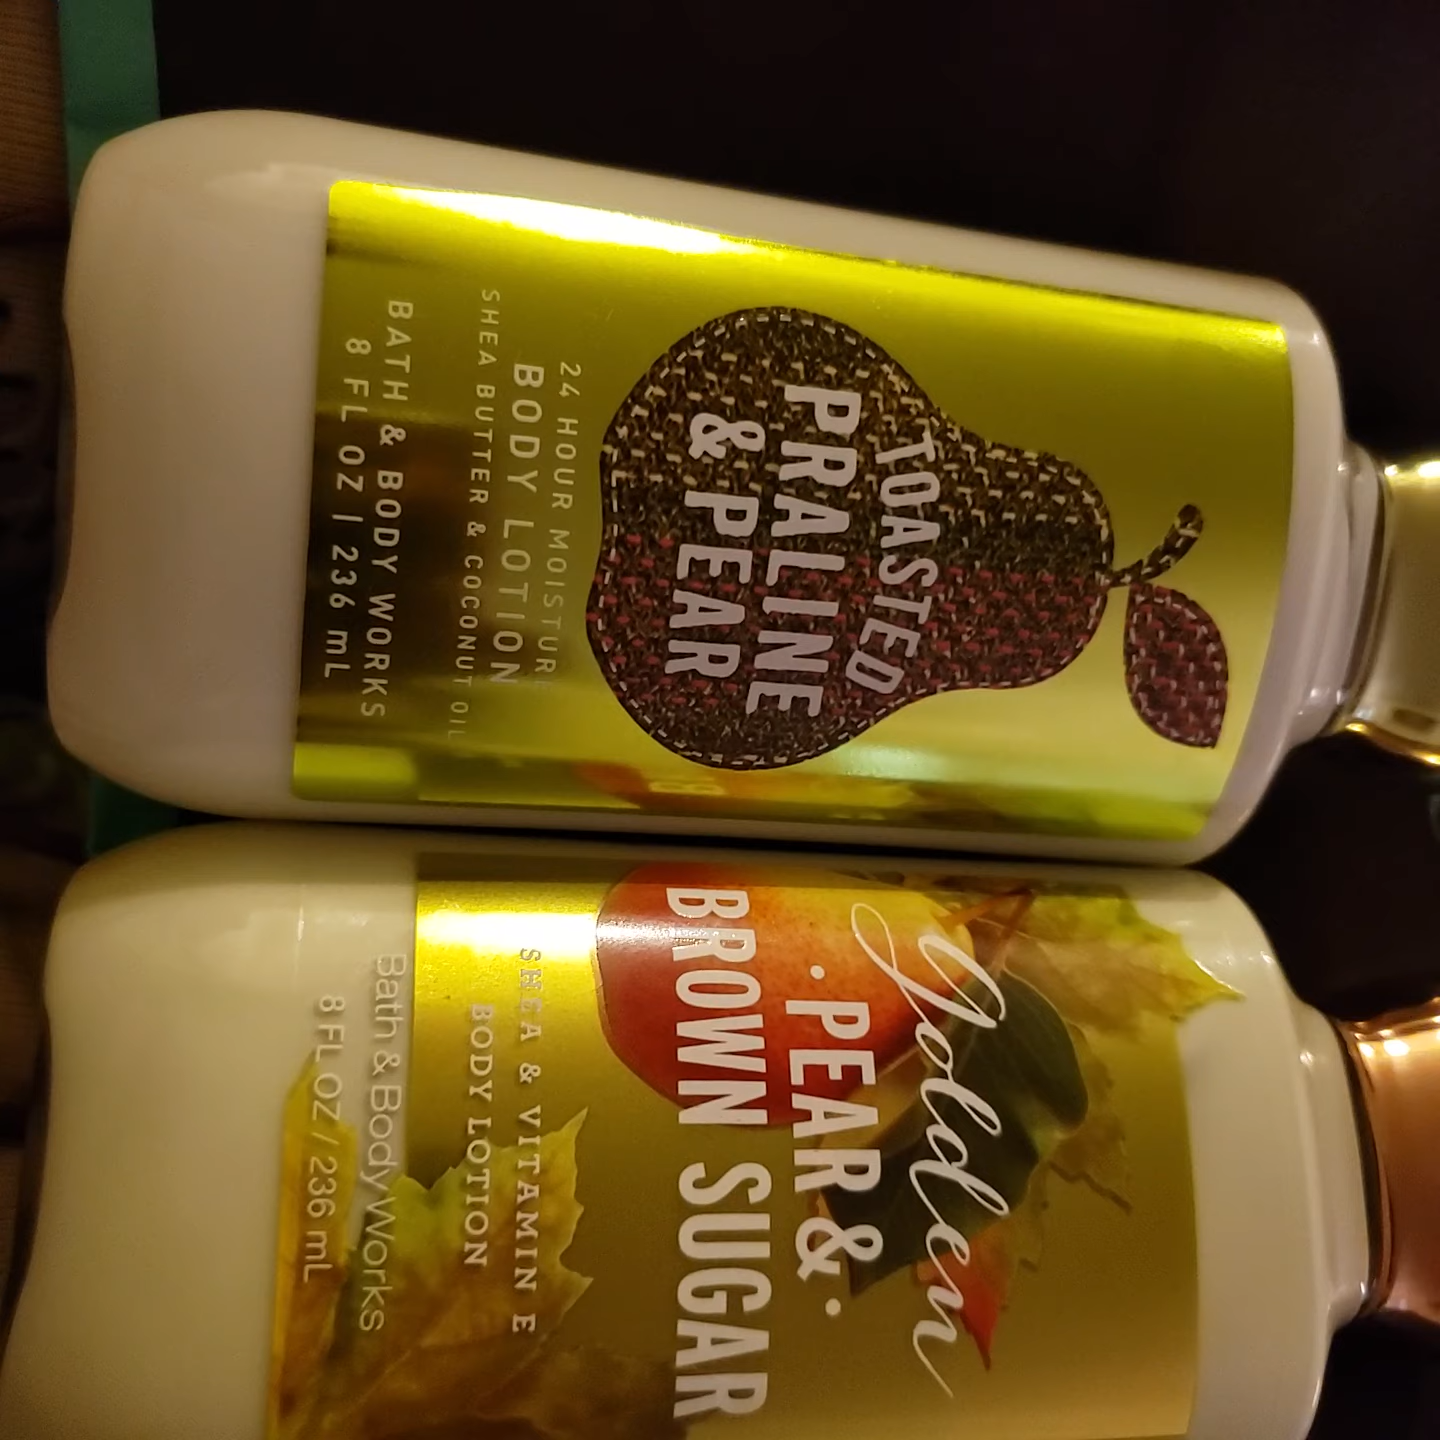 TOASTED
PRALINE
& PEAR
24 HOUR MOISTURE
BODY LOTION
SHEA BUTTER & COCONUT OIL
BATH & BODY WORKS
8 FL OZ | 236 mL
Golden
·PEAR &·
BROWN SUGAR
SHEA & VITAMIN E
BODY LOTION
Bath & Body Works
8 FL OZ / 236 mL